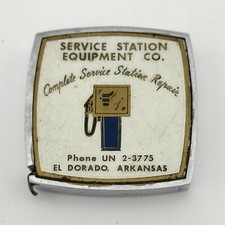 SERVICE STATION
EQUIPMENT CO.
Complete Service Station Repair
Phone UN 2-3775
EL DORADO, ARKANSAS